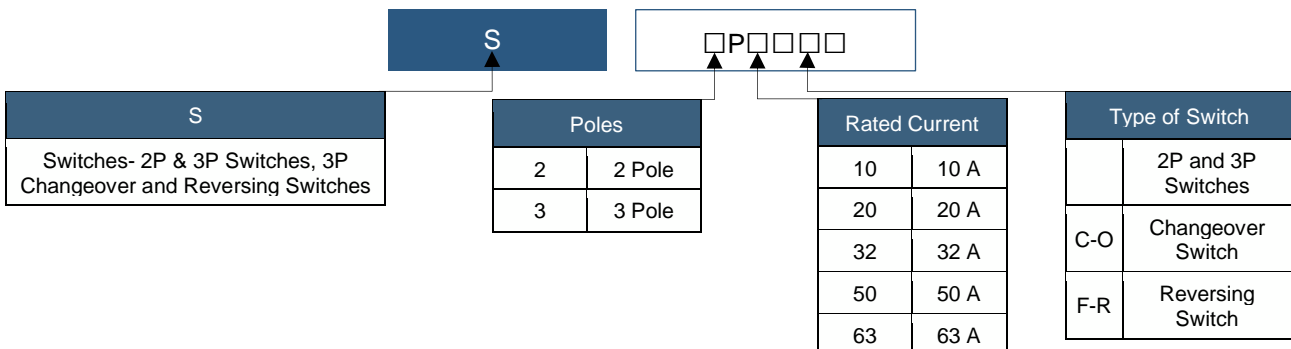 S
□P□□□□
S
Switches- 2P & 3P Switches, 3P
Changeover and Reversing Switches
Poles
2 2 Pole
3 3 Pole
Rated Current
10 10 A
20 20 A
32 32 A
50 50 A
63 63 A
Type of Switch
2P and 3P
Switches
C-O Changeover
Switch
F-R Reversing
Switch